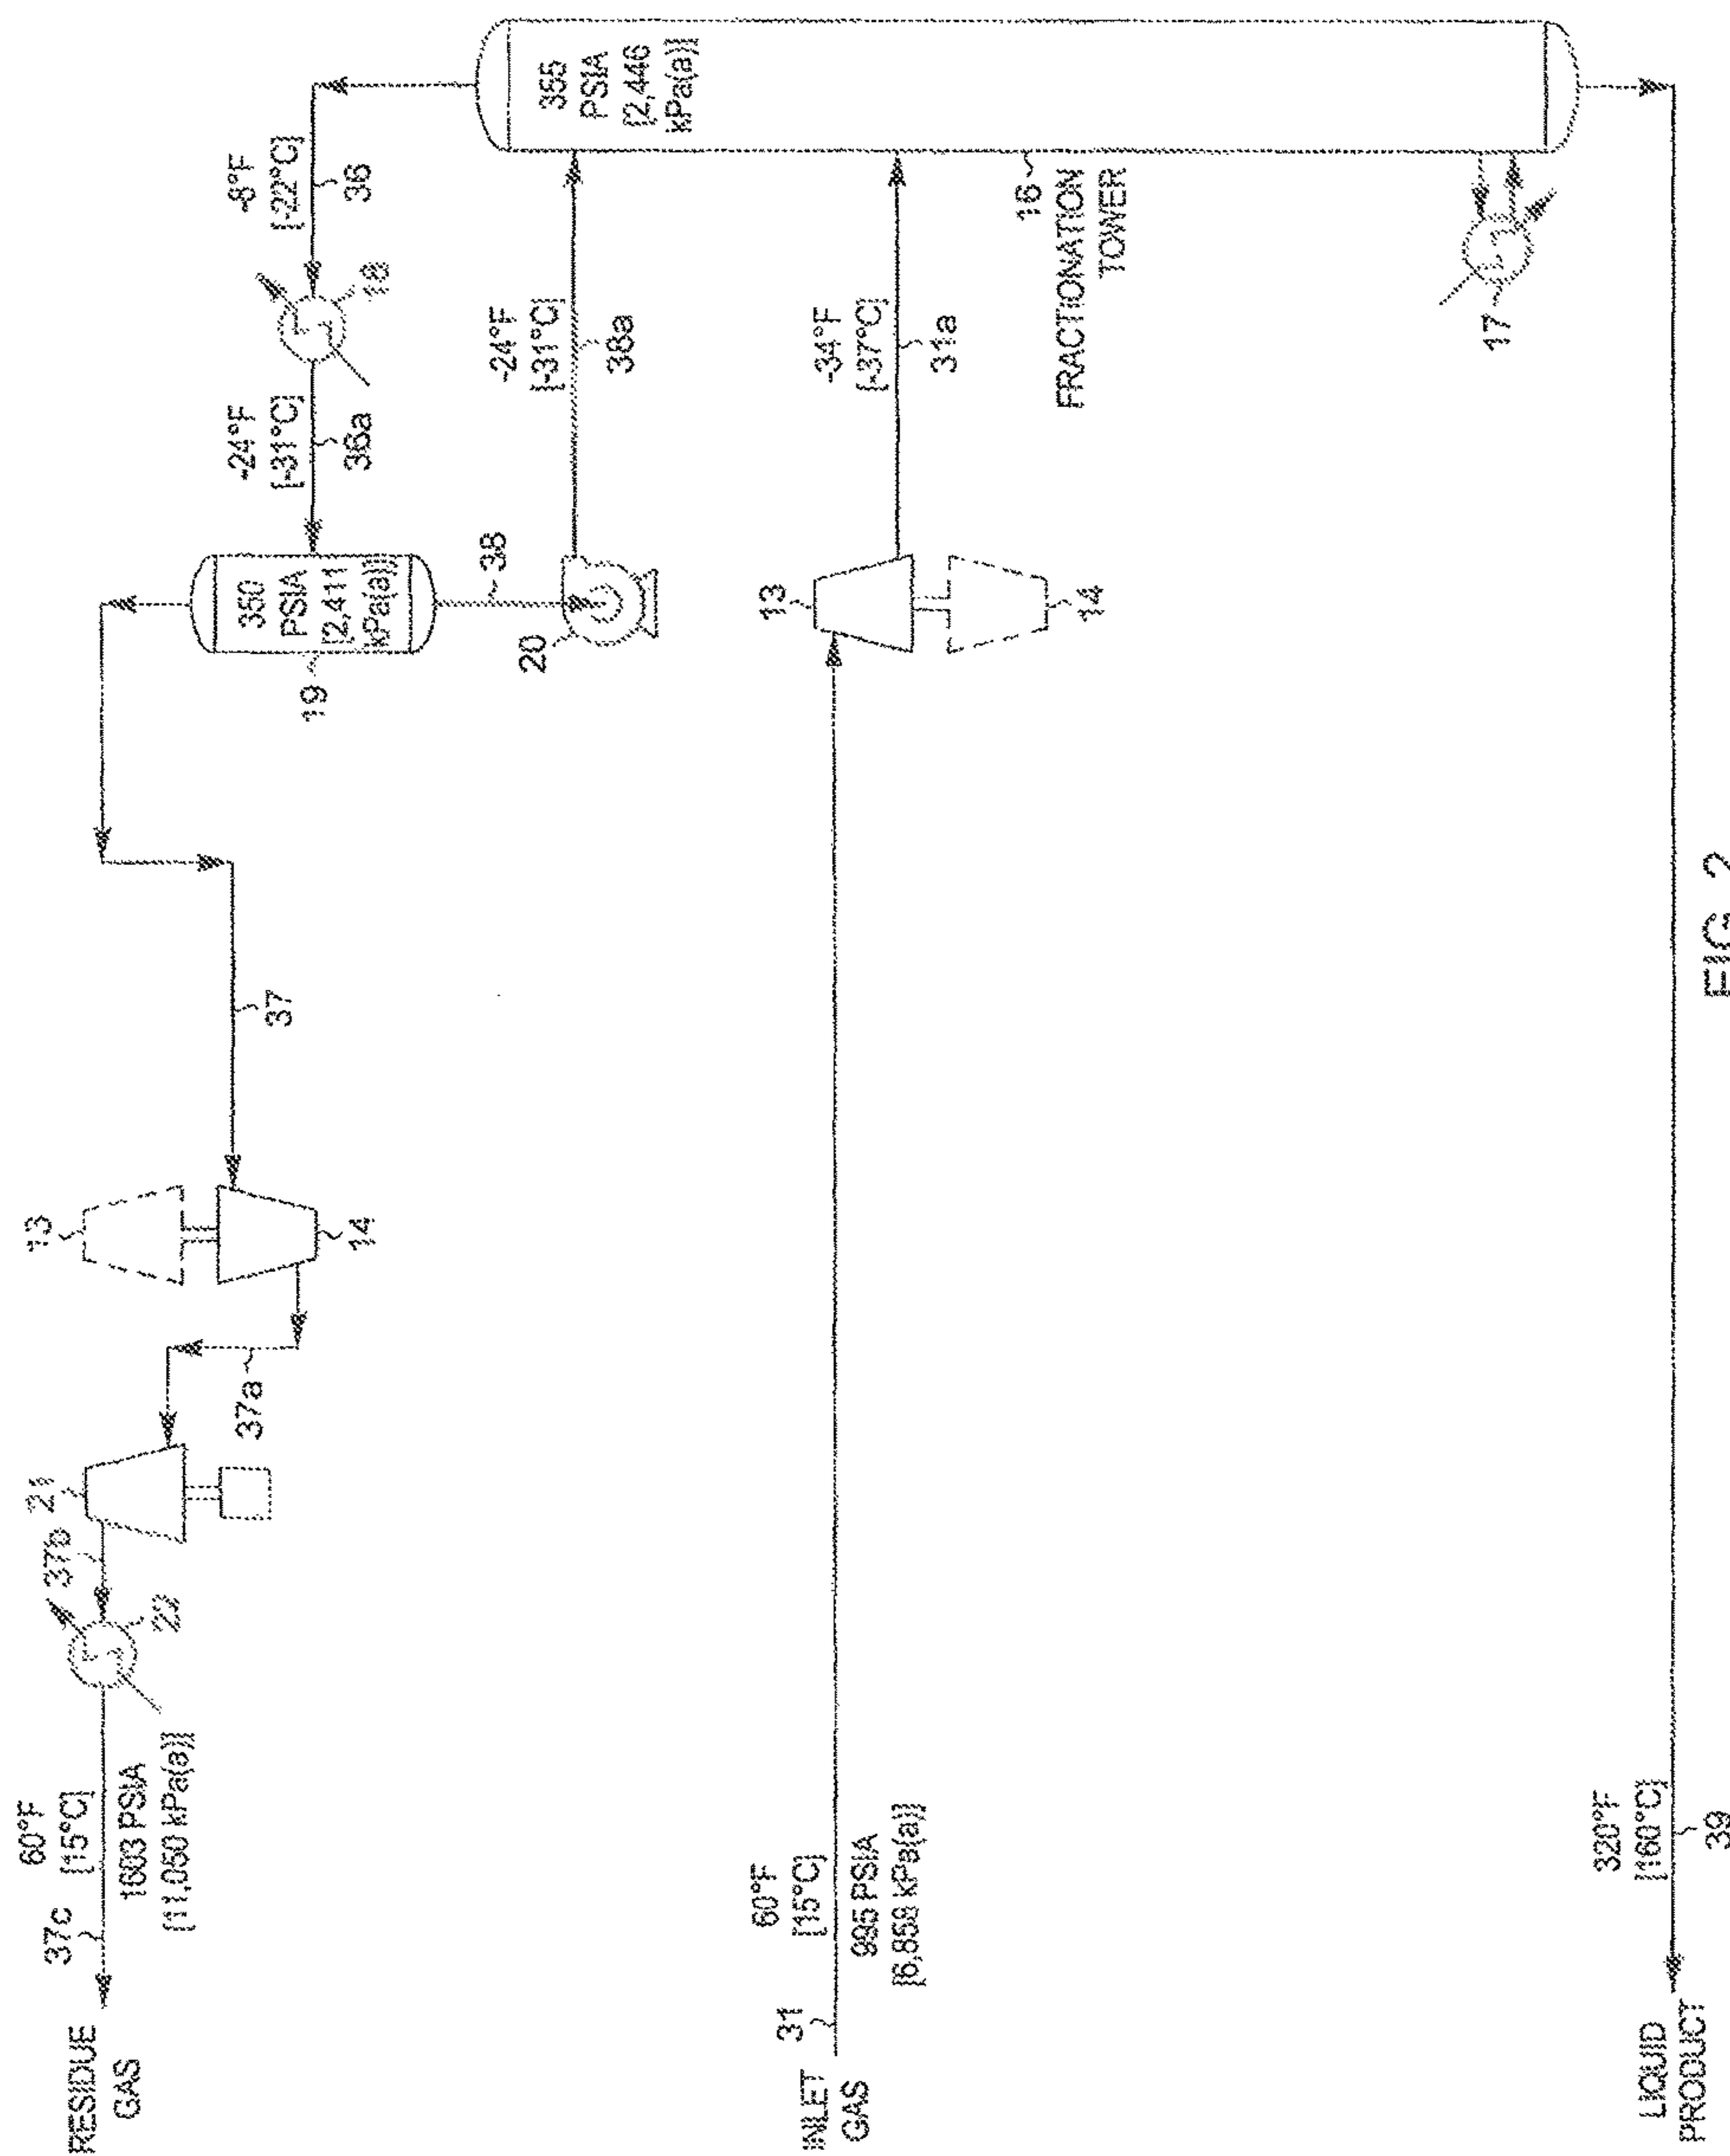 RESIDUE
GAS
37c
60°F
[15°C]
1603 PSIA
[11,050 kPa(a)]
22
37b
21
37a
13
14
37
19
350
PSIA
[2,411
kPa(a)]
-24°F
[-31°C]
36a
18
-8°F
[-22°C]
36
38
20
-24°F
[-31°C]
38a
355
PSIA
[2,446
kPa(a)]
INLET
GAS
31
60°F
[15°C]
995 PSIA
[6,858 kPa(a)]
13
14
-34°F
[-37°C]
31a
16
FRACTIONATION
TOWER
17
LIQUID
PRODUCT
320°F
[160°C]
39
FIG. 2